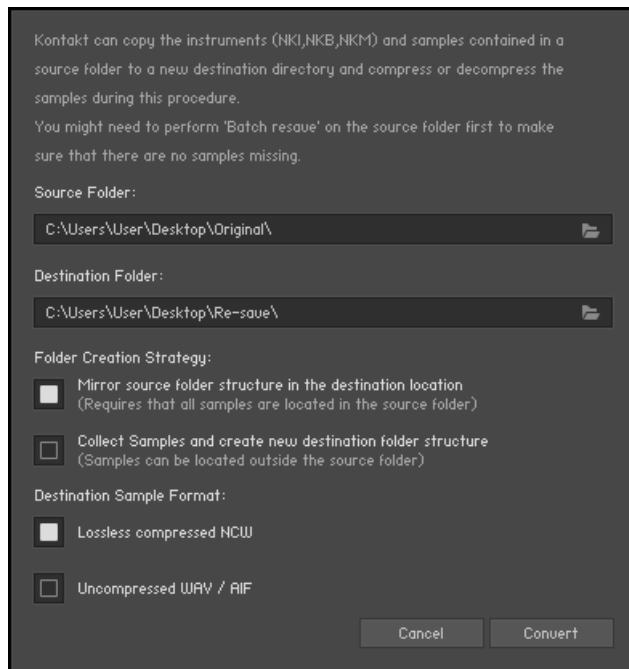 Kontakt can copy the instruments (NKI,NKB,NKM) and samples contained in a
source folder to a new destination directory and compress or decompress the
samples during this procedure.
You might need to perform 'Batch resave' on the source folder first to make
sure that there are no samples missing.
Source Folder:
C:\Users\User\Desktop\Original\
Destination Folder:
C:\Users\User\Desktop\Re-save\
Folder Creation Strategy:
Mirror source folder structure in the destination location
(Requires that all samples are located in the source folder)
Collect Samples and create new destination folder structure
(Samples can be located outside the source folder)
Destination Sample Format:
Lossless compressed NCW
Uncompressed WAV / AIF
Cancel Convert